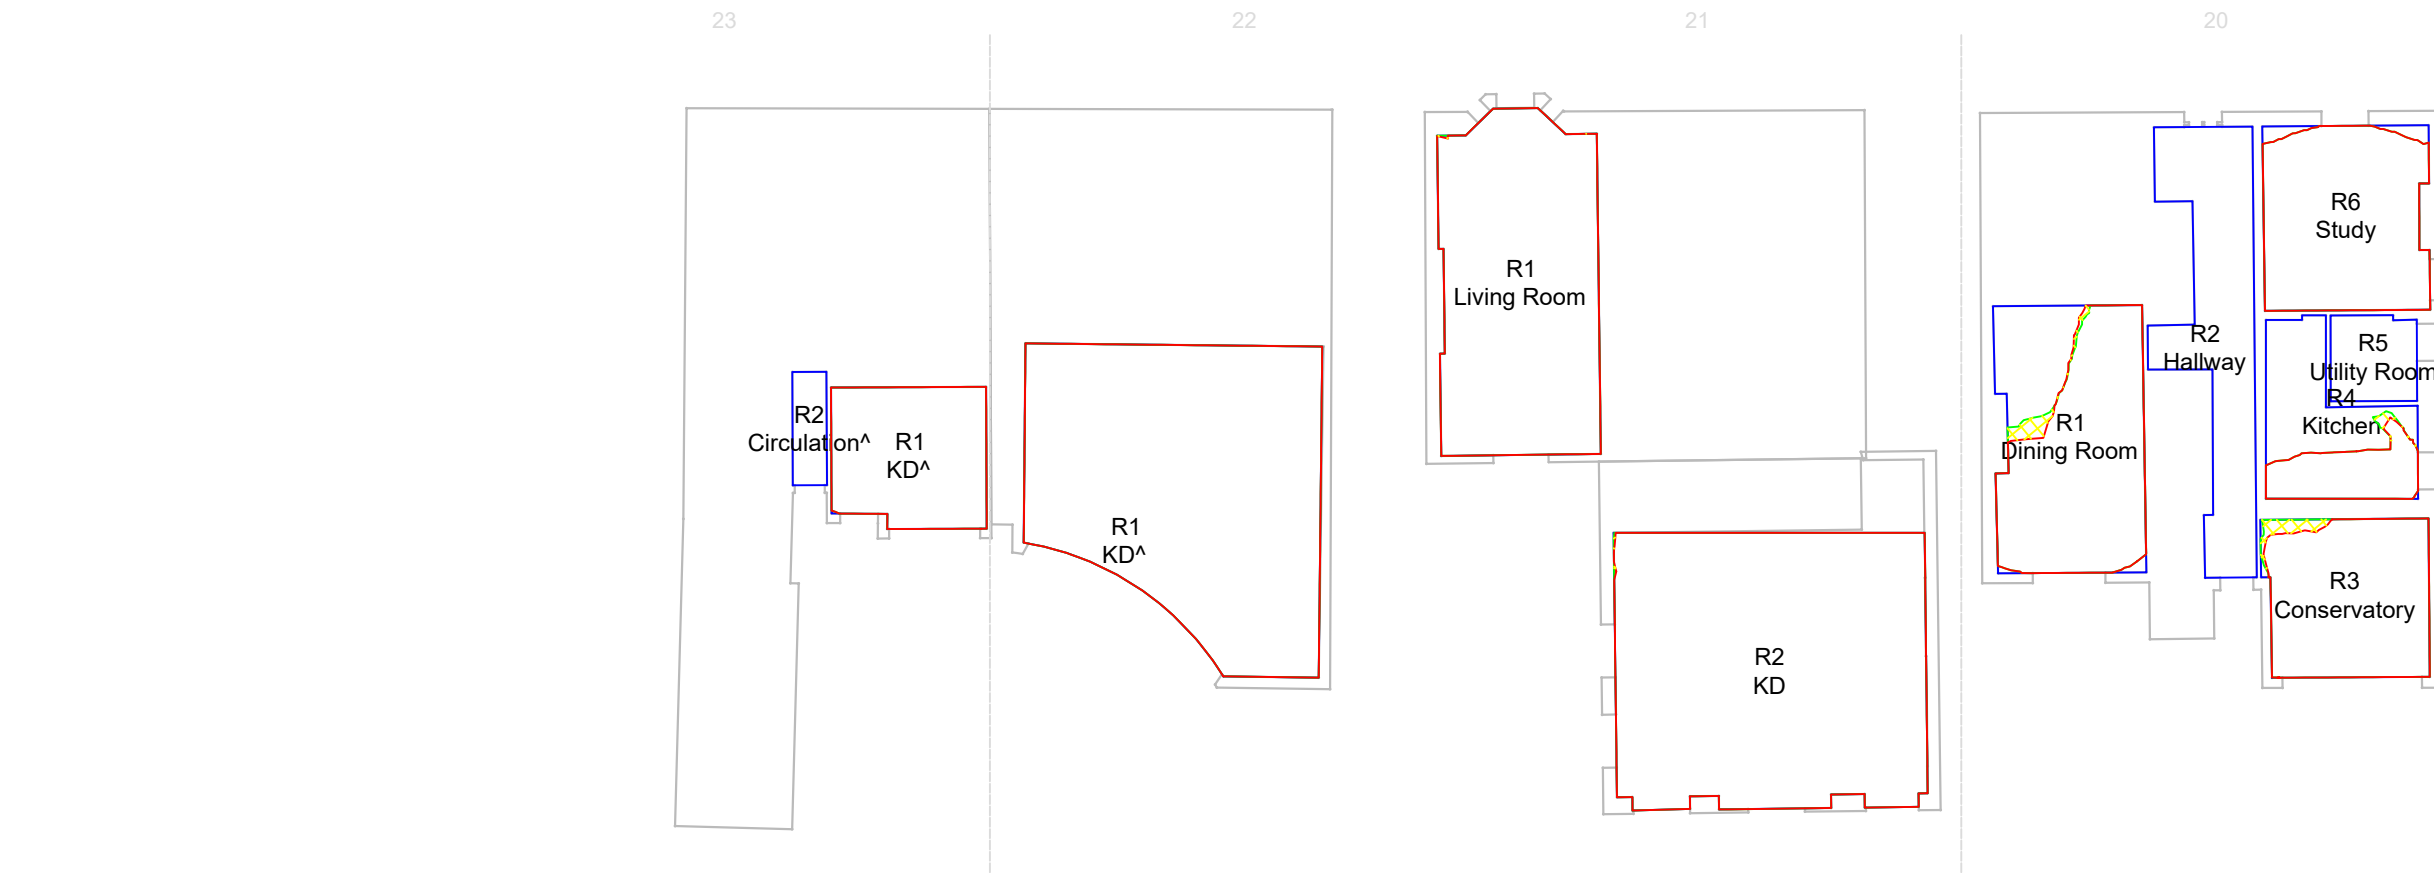 23
22
21
20
R2
Circulation^
R1
KD^
R1
KD^
R1
Living Room
R2
KD
R1
Dining Room
R2
Hallway
R6
Study
R5
Utility Room
R4
Kitchen
R3
Conservatory